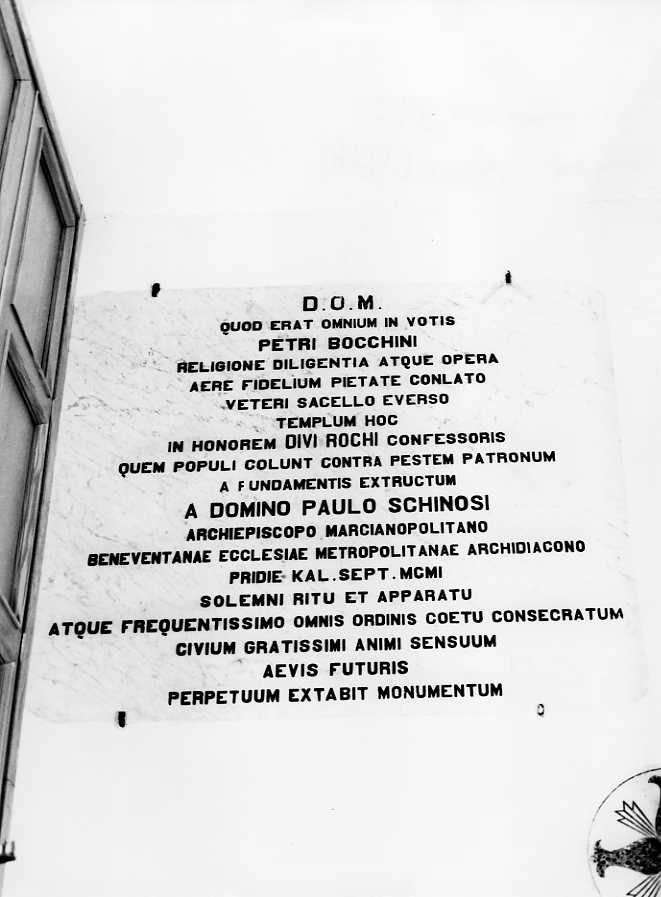 D.O.M.
QUOD ERAT OMNIUM IN VOTIS
PETRI BOCCHINI
RELIGIONE DILIGENTIA ATQUE OPERA
AERE FIDELIUM PIETATE CONLATO
VETERI SACELLO EVERSO
TEMPLUM HOC
IN HONOREM DIVI ROCHI CONFESSORIS
QUEM POPULI COLUNT CONTRA PESTEM PATRONUM
A FUNDAMENTIS EXTRUCTUM
A DOMINO PAULO SCHINOSI
ARCHIEPISCOPO MARCIANOPOLITANO
BENEVENTANAE ECCLESIAE METROPOLITANAE ARCHIDIACONO
PRIDIE KAL.SEPT.MCMI
SOLEMNI RITU ET APPARATU
ATQUE FREQUENTISSIMO OMNIS ORDINIS COETU CONSECRATUM
CIVIUM GRATISSIMI ANIMI SENSUUM
AEVIS FUTURIS
PERPETUUM EXTABIT MONUMENTUM